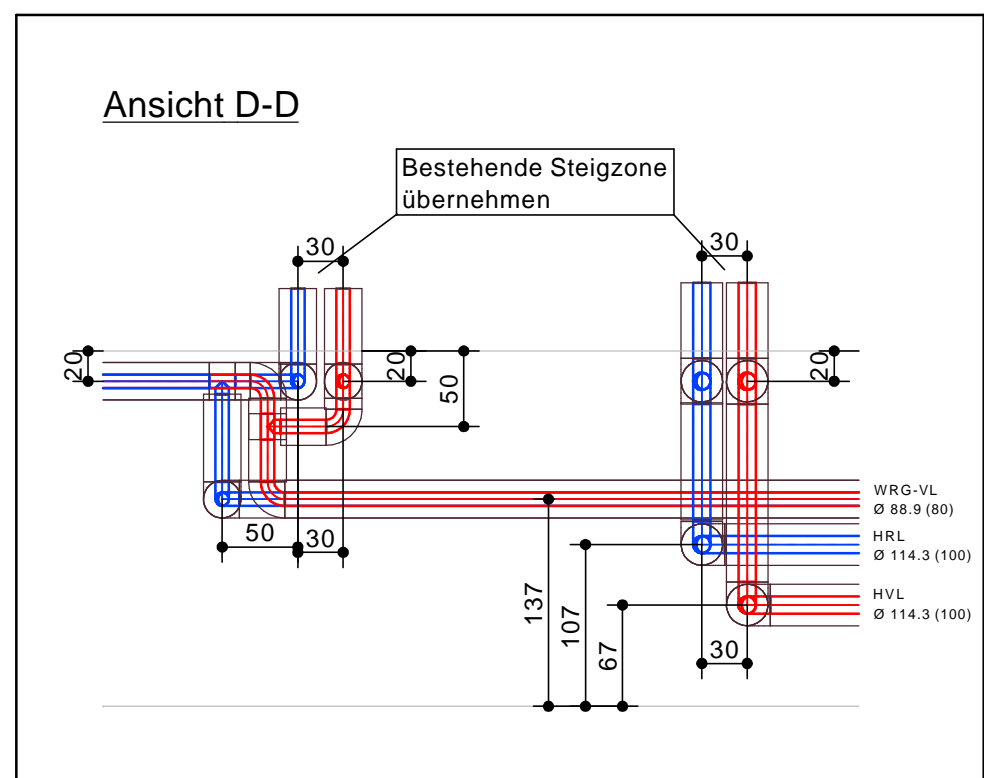 Ansicht D-D
Bestehende Steigzone
übernehmen
30
30
20
20
50
20
WRG-VL
Ø 88.9 (80)
HRL
Ø 114.3 (100)
50
30
137
107
67
HVL
Ø 114.3 (100)
30